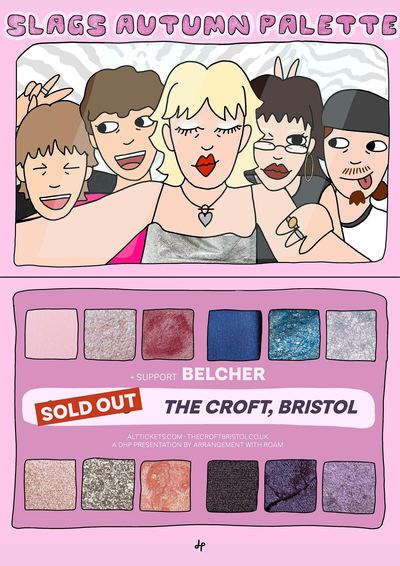 SLAGS AUTUMN PALETTE
+ SUPPORT BELCHER
SOLD OUT THE CROFT, BRISTOL
ALTTICKETS.COM · THECROFTBRISTOL.CO.UK
A DHP PRESENTATION BY ARRANGEMENT WITH ROAM
dp